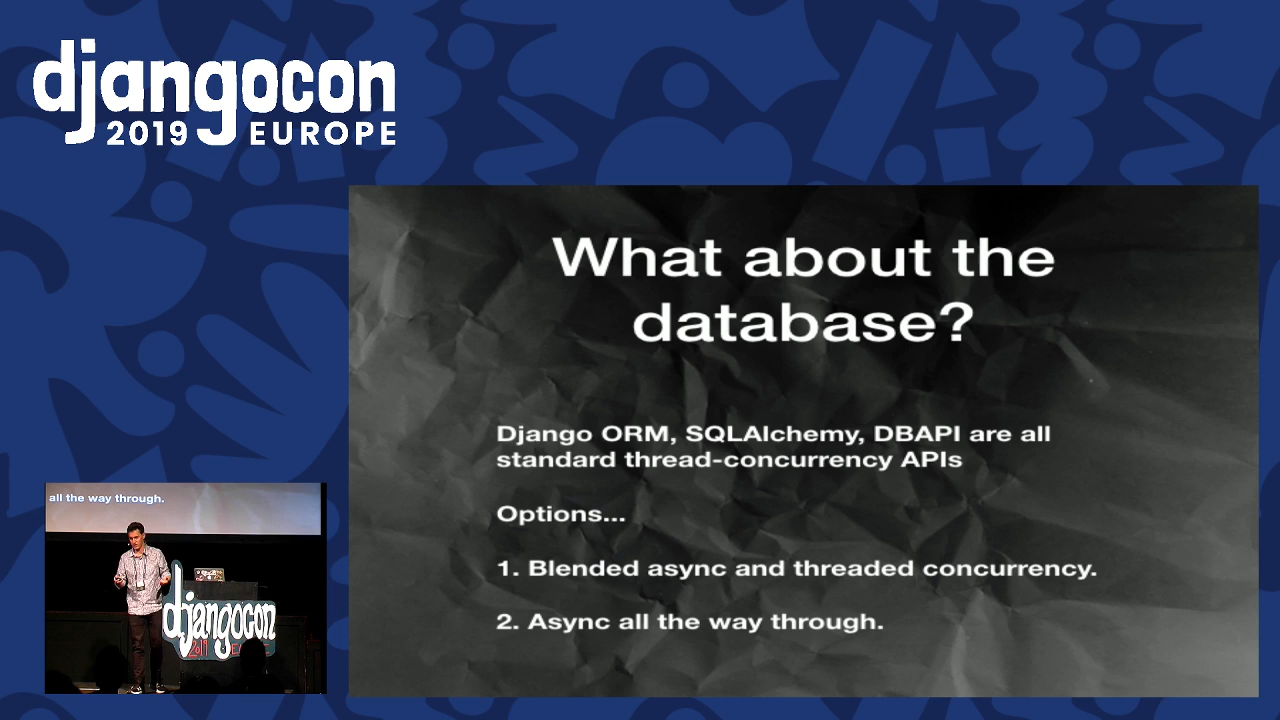 djangocon
2019 EUROPE
What about the
database?
Django ORM, SQLAlchemy, DBAPI are all
standard thread-concurrency APIs
Options...
1. Blended async and threaded concurrency.
2. Async all the way through.
all the way through.
djangocon
2019